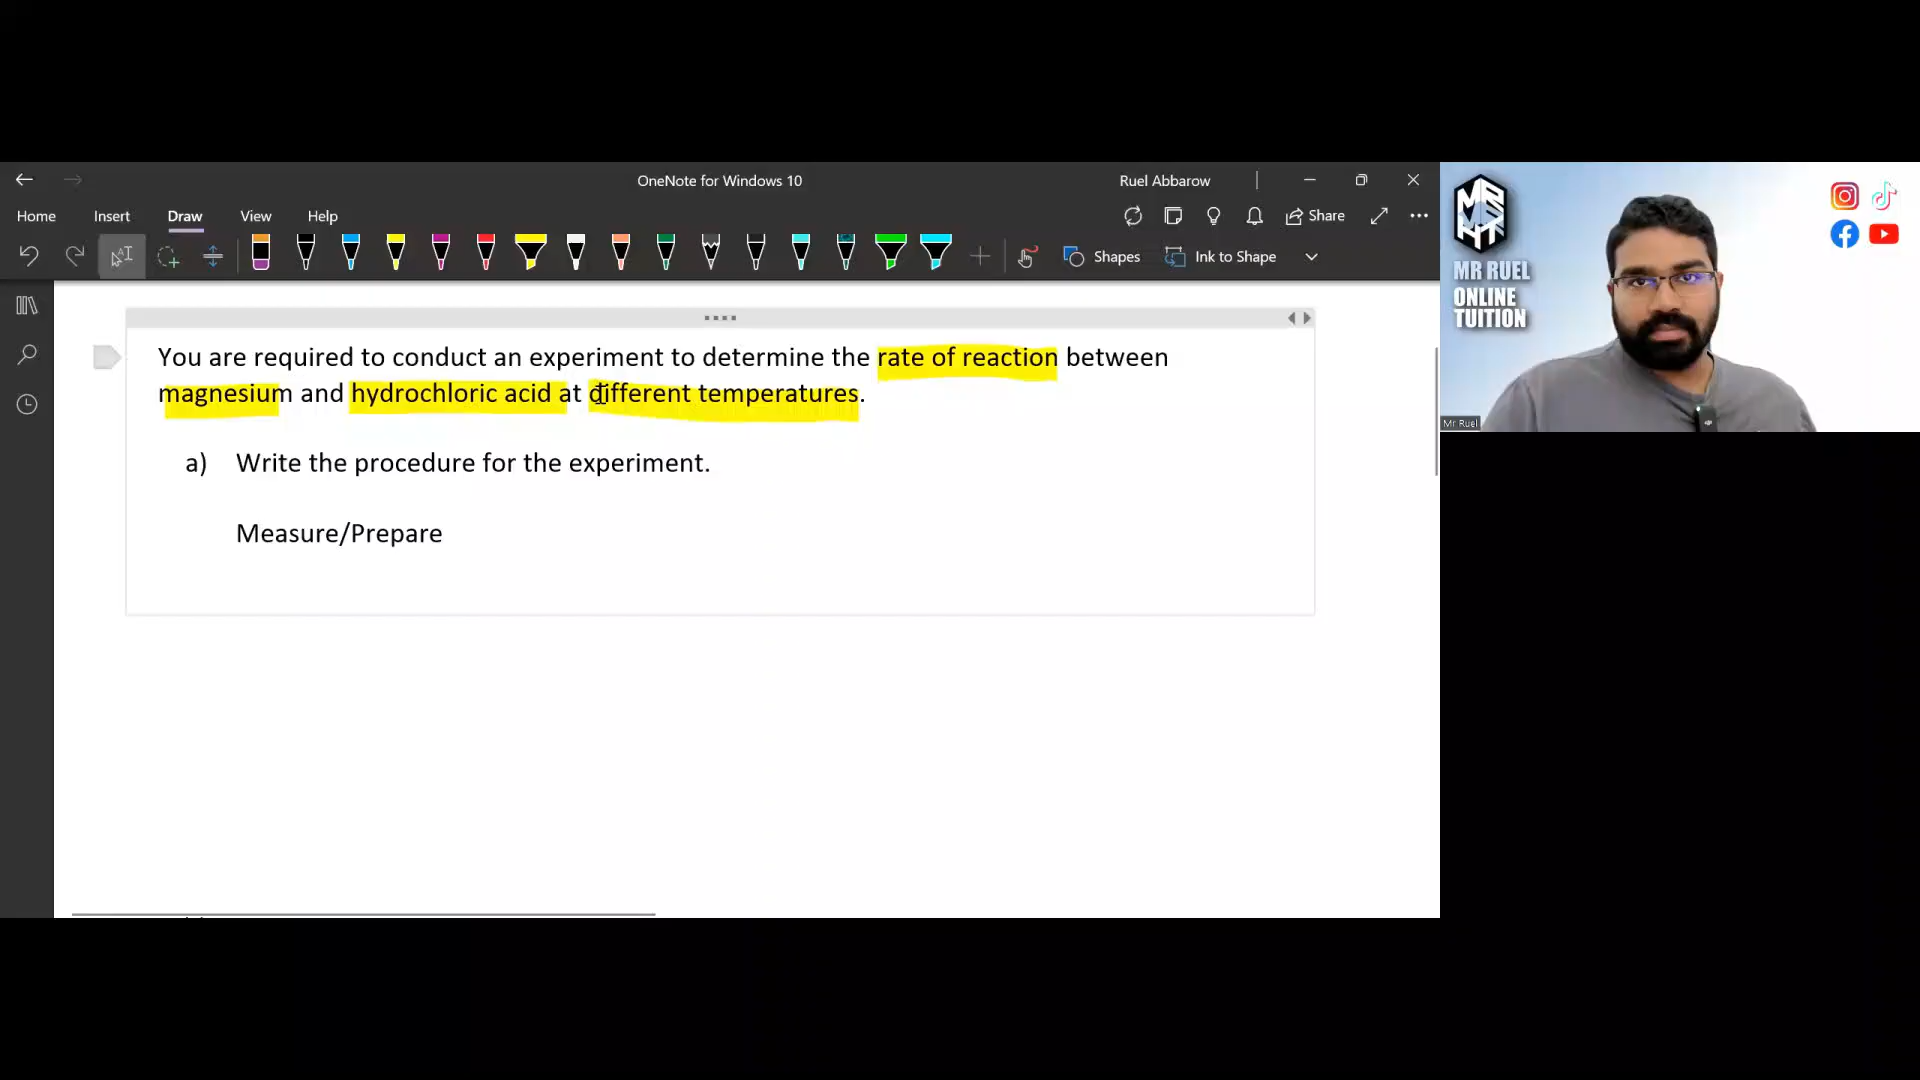 OneNote for Windows 10
Ruel Abbarow
Home Insert Draw View Help
Share
Shapes
Ink to Shape
You are required to conduct an experiment to determine the rate of reaction between
magnesium and hydrochloric acid at different temperatures.
a) Write the procedure for the experiment.
Measure/Prepare
MR RUEL
ONLINE
TUITION
Mr Ruel